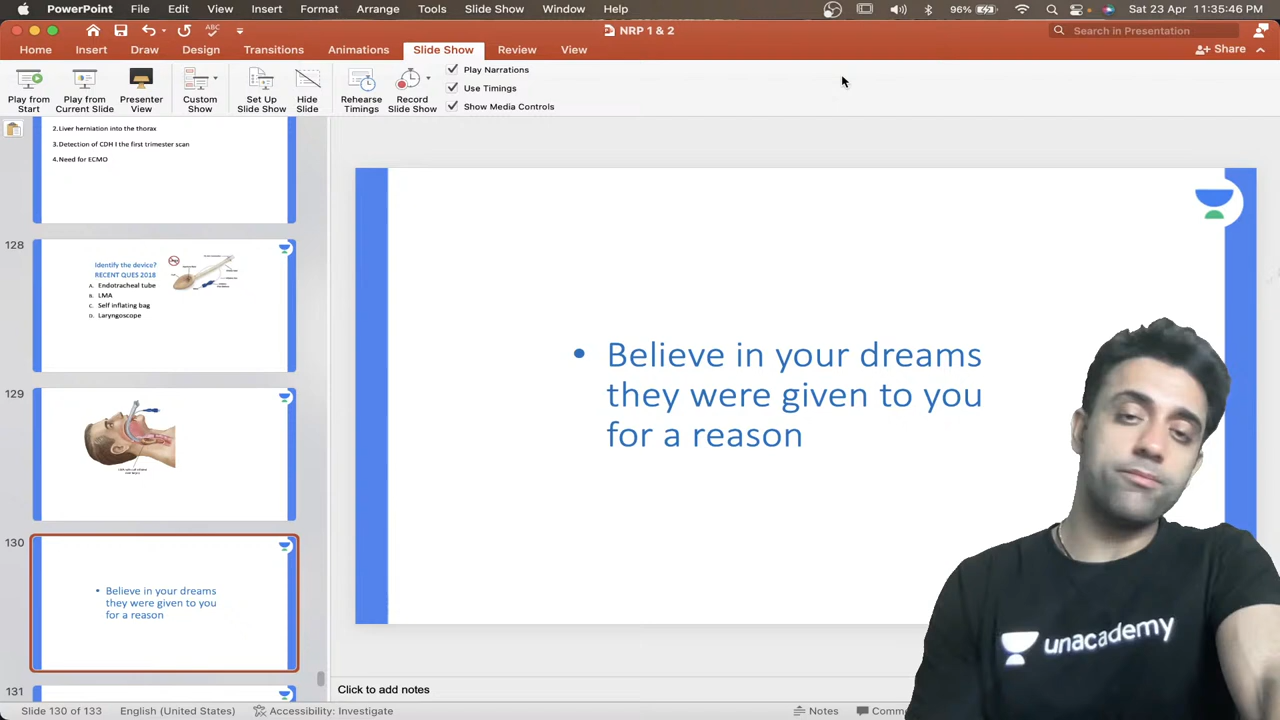 PowerPoint File Edit View Insert Format Arrange Tools Slide Show Window Help 96% Sat 23 Apr 11:35:46
NRP 1 & 2
Search in Presentation
Home Insert Draw Design Transitions Animations Slide Show Review View
Share
Play from Start
Play from Current Slide
Presenter View
Custom Show
Set Up Slide Show
Hide Slide
Rehearse Timings
Record Slide Show
Play Narrations
Use Timings
Show Media Controls
2.Liver herniation into the thorax
3.Detection of CDH I the first trimester scan
4.Need for ECMO
128
Identify the device?
RECENT QUES 2018
A. Endotracheal tube
B. LMA
C. Self inflating bag
D. Laryngoscope
129
130
• Believe in your dreams
they were given to you
for a reason
131
• Believe in your dreams
they were given to you
for a reason
unacademy
Click to add notes
Slide 130 of 133 English (United States) Accessibility: Investigate Notes Comm